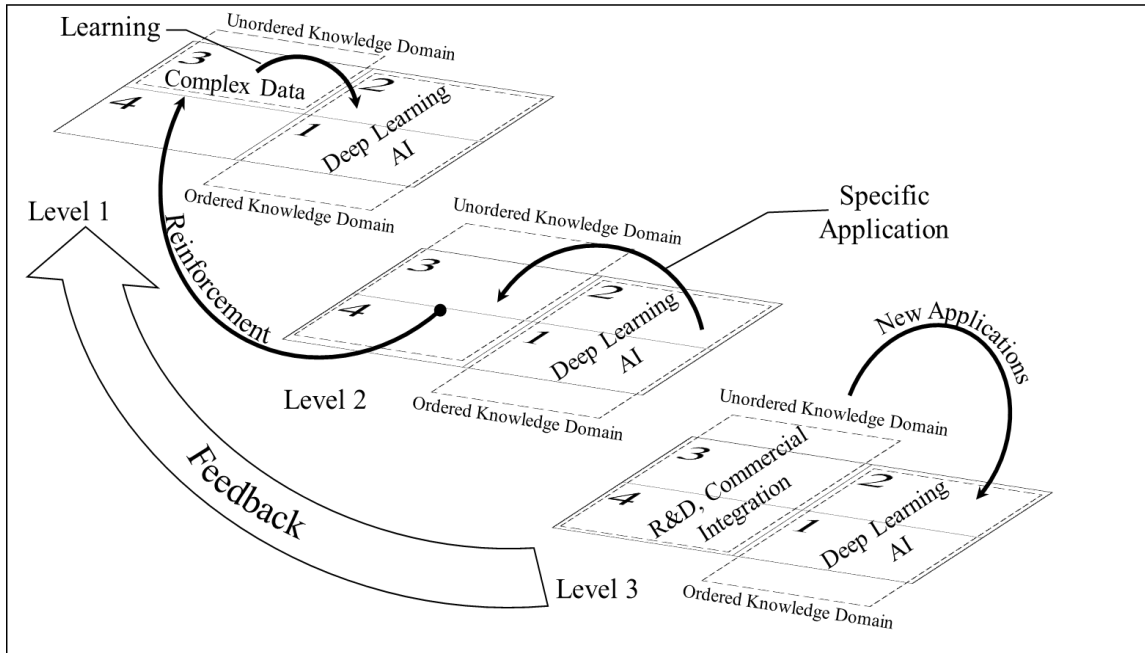 Learning
Unordered Knowledge Domain
3
Complex Data
2
4
1
Deep Learning
AI
Ordered Knowledge Domain
Level 1
Reinforcement
Unordered Knowledge Domain
Specific
Application
3
2
4
1
Deep Learning
AI
Level 2
Ordered Knowledge Domain
New Applications
Unordered Knowledge Domain
3
R&D, Commercial
Integration
2
4
1
Deep Learning
AI
Feedback
Level 3
Ordered Knowledge Domain